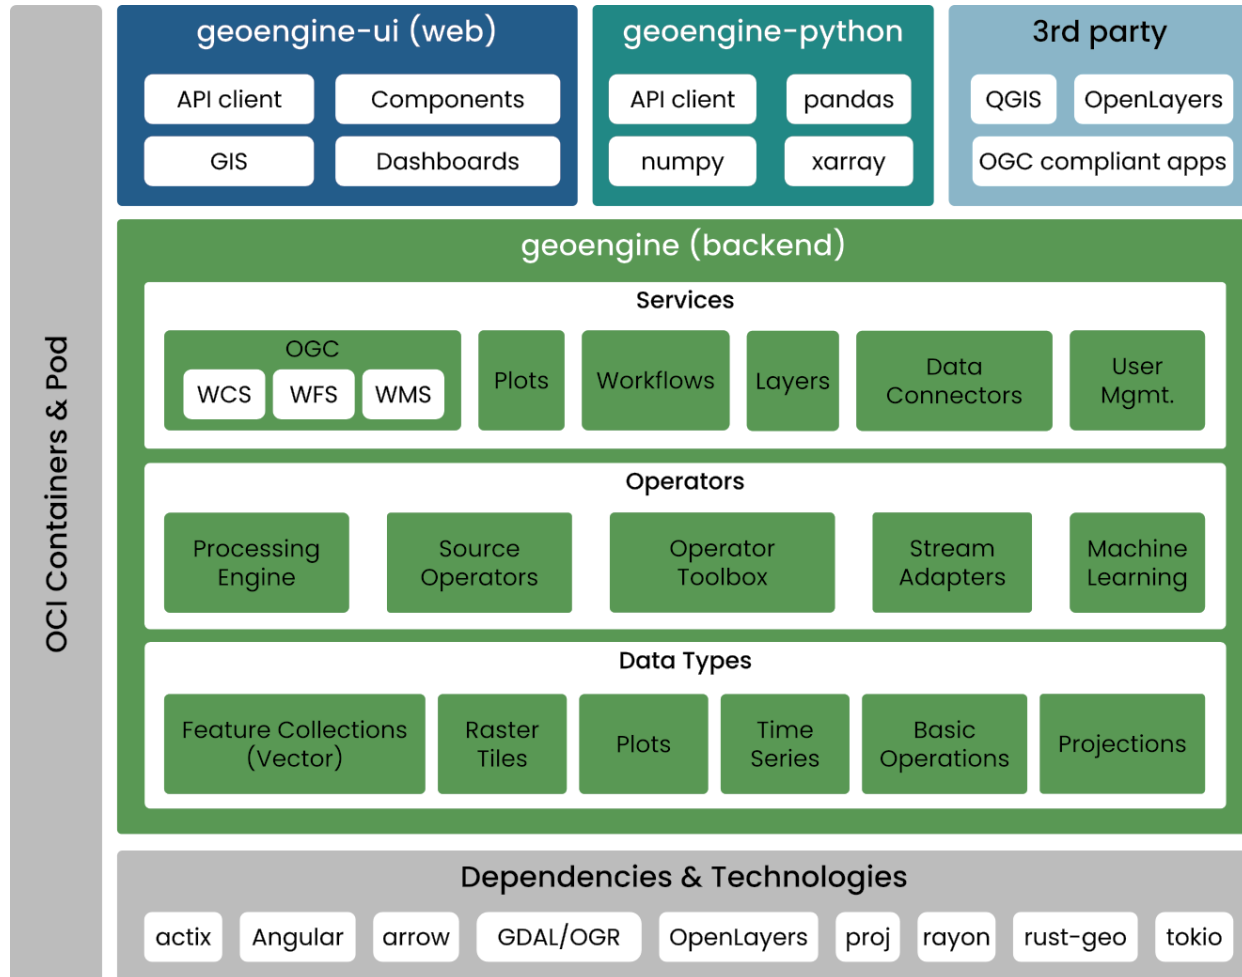 OCI Containers & Pod
geoengine-ui (web)
API client
Components
GIS
Dashboards
geoengine-python
API client
pandas
numpy
xarray
3rd party
QGIS
OpenLayers
OGC compliant apps
geoengine (backend)
Services
OGC
WCS
WFS
WMS
Plots
Workflows
Layers
Data
Connectors
User
Mgmt.
Operators
Processing
Engine
Source
Operators
Operator
Toolbox
Stream
Adapters
Machine
Learning
Data Types
Feature Collections
(Vector)
Raster
Tiles
Plots
Time
Series
Basic
Operations
Projections
Dependencies & Technologies
actix
Angular
arrow
GDAL/OGR
OpenLayers
proj
rayon
rust-geo
tokio